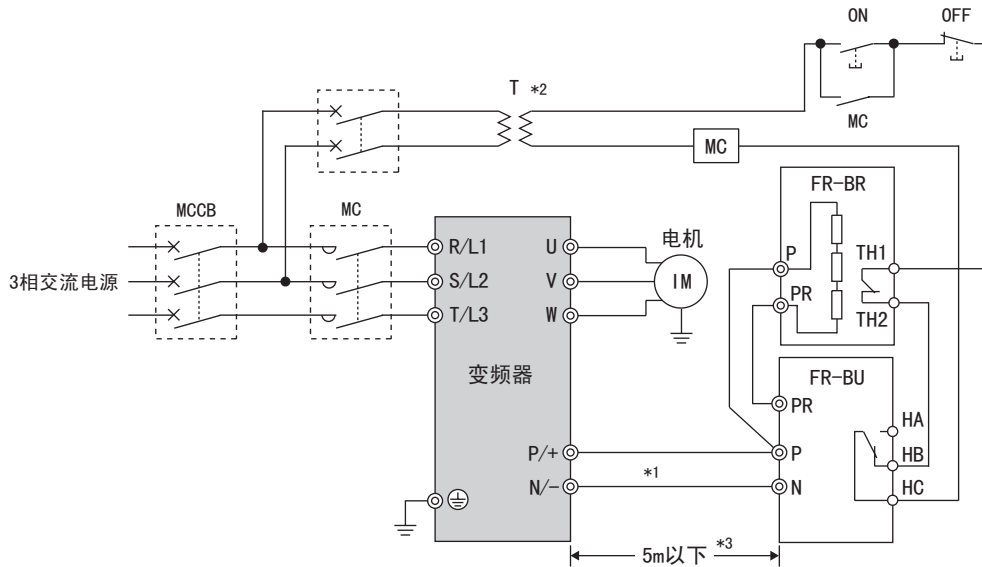 ON
OFF
T *2
MC
MC
FR-BR
MCCB
MC
P
TH1
PR
TH2
R/L1
U
电机
3相交流电源
S/L2
V
IM
T/L3
W
变频器
FR-BU
PR
HA
P/+
P
HB
*1
N/-
N
HC
5m以下 *3